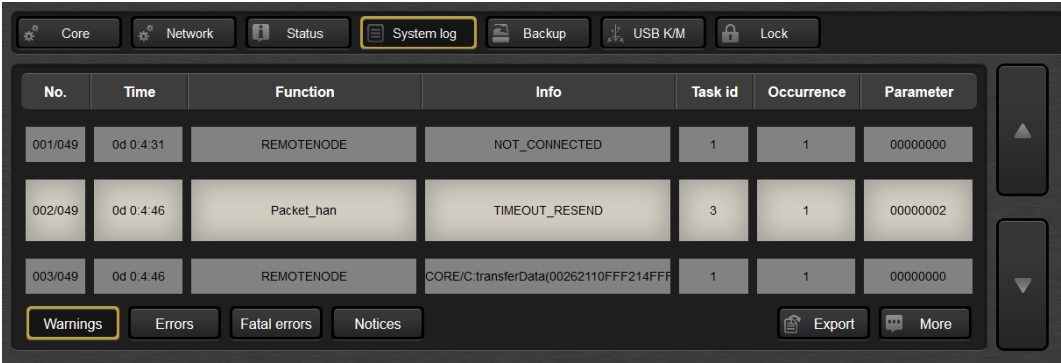 Core Network Status System log Backup USB K/M Lock
No. Time Function Info Task id Occurrence Parameter
001/049 0d 0:4:31 REMOTENODE NOT_CONNECTED 1 1 00000000
002/049 0d 0:4:46 Packet_han TIMEOUT_RESEND 3 1 00000002
003/049 0d 0:4:46 REMOTENODE CORE/C:transferData(00262110FFF214FFF 1 1 00000000
Warnings Errors Fatal errors Notices Export More